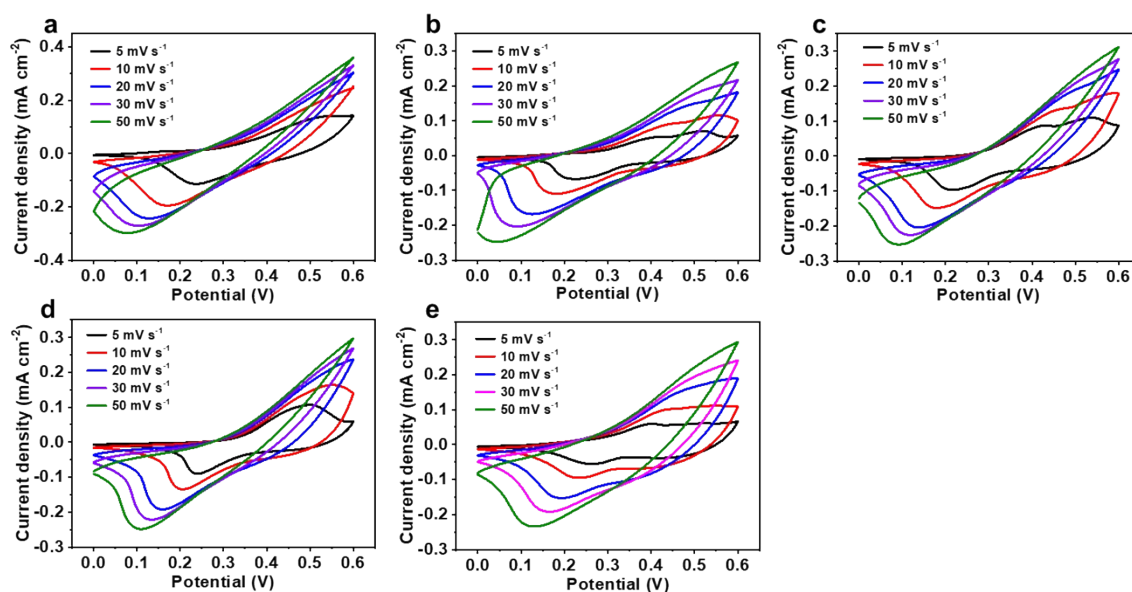 a
0.4
0.2
0.0
-0.2
-0.4
Current density (mA cm⁻²)
5 mV s⁻¹
10 mV s⁻¹
20 mV s⁻¹
30 mV s⁻¹
50 mV s⁻¹
0.0 0.1 0.2 0.3 0.4 0.5 0.6
Potential (V)
b
0.3
0.2
0.1
0.0
-0.1
-0.2
-0.3
Current density (mA cm⁻²)
5 mV s⁻¹
10 mV s⁻¹
20 mV s⁻¹
30 mV s⁻¹
50 mV s⁻¹
0.0 0.1 0.2 0.3 0.4 0.5 0.6
Potential (V)
c
0.3
0.2
0.1
0.0
-0.1
-0.2
-0.3
Current density (mA cm⁻²)
5 mV s⁻¹
10 mV s⁻¹
20 mV s⁻¹
30 mV s⁻¹
50 mV s⁻¹
0.0 0.1 0.2 0.3 0.4 0.5 0.6
Potential (V)
d
0.3
0.2
0.1
0.0
-0.1
-0.2
-0.3
Current density (mA cm⁻²)
5 mV s⁻¹
10 mV s⁻¹
20 mV s⁻¹
30 mV s⁻¹
50 mV s⁻¹
0.0 0.1 0.2 0.3 0.4 0.5 0.6
Potential (V)
e
0.3
0.2
0.1
0.0
-0.1
-0.2
-0.3
Current density (mA cm⁻²)
5 mV s⁻¹
10 mV s⁻¹
20 mV s⁻¹
30 mV s⁻¹
50 mV s⁻¹
0.0 0.1 0.2 0.3 0.4 0.5 0.6
Potential (V)